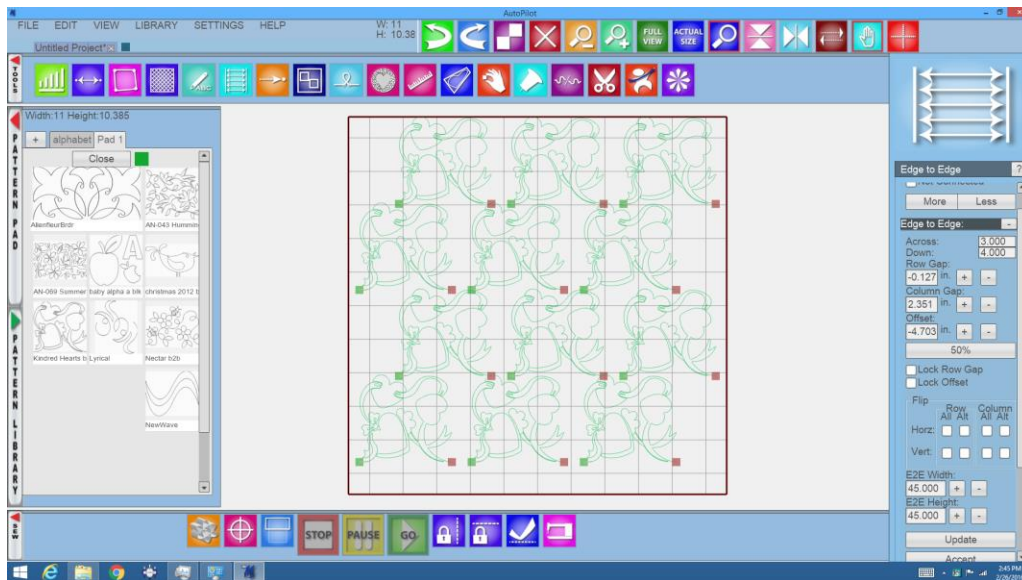 AutoPilot
FILE EDIT VIEW LIBRARY SETTINGS HELP
W: 11
H: 10.38
FULL VIEW
ACTUAL SIZE
Untitled Project*
TOOLS
ABC
Width:11 Height:10.385
+ alphabet Pad 1
Close
PATTERN PAD
AlienfleurBrdr
AN-043 Hummin
AN-069 Summer
baby alpha a blk
christmas 2012 b
Kindred Hearts b
Lyrical
Nectar b2b
NewWave
PATTERN LIBRARY
SEW
STOP
PAUSE
GO
Edge to Edge ?
Not Connected
More Less
Edge to Edge: -
Across: 3.000
Down: 4.000
Row Gap:
-0.127 in. + -
Column Gap:
2.351 in. + -
Offset:
-4.703 in. + -
50%
Lock Row Gap
Lock Offset
Flip
Row Column
All Alt All Alt
Horz:
Vert:
E2E Width:
45.000 + -
E2E Height:
45.000 + -
Update
Accept
2:45 PM